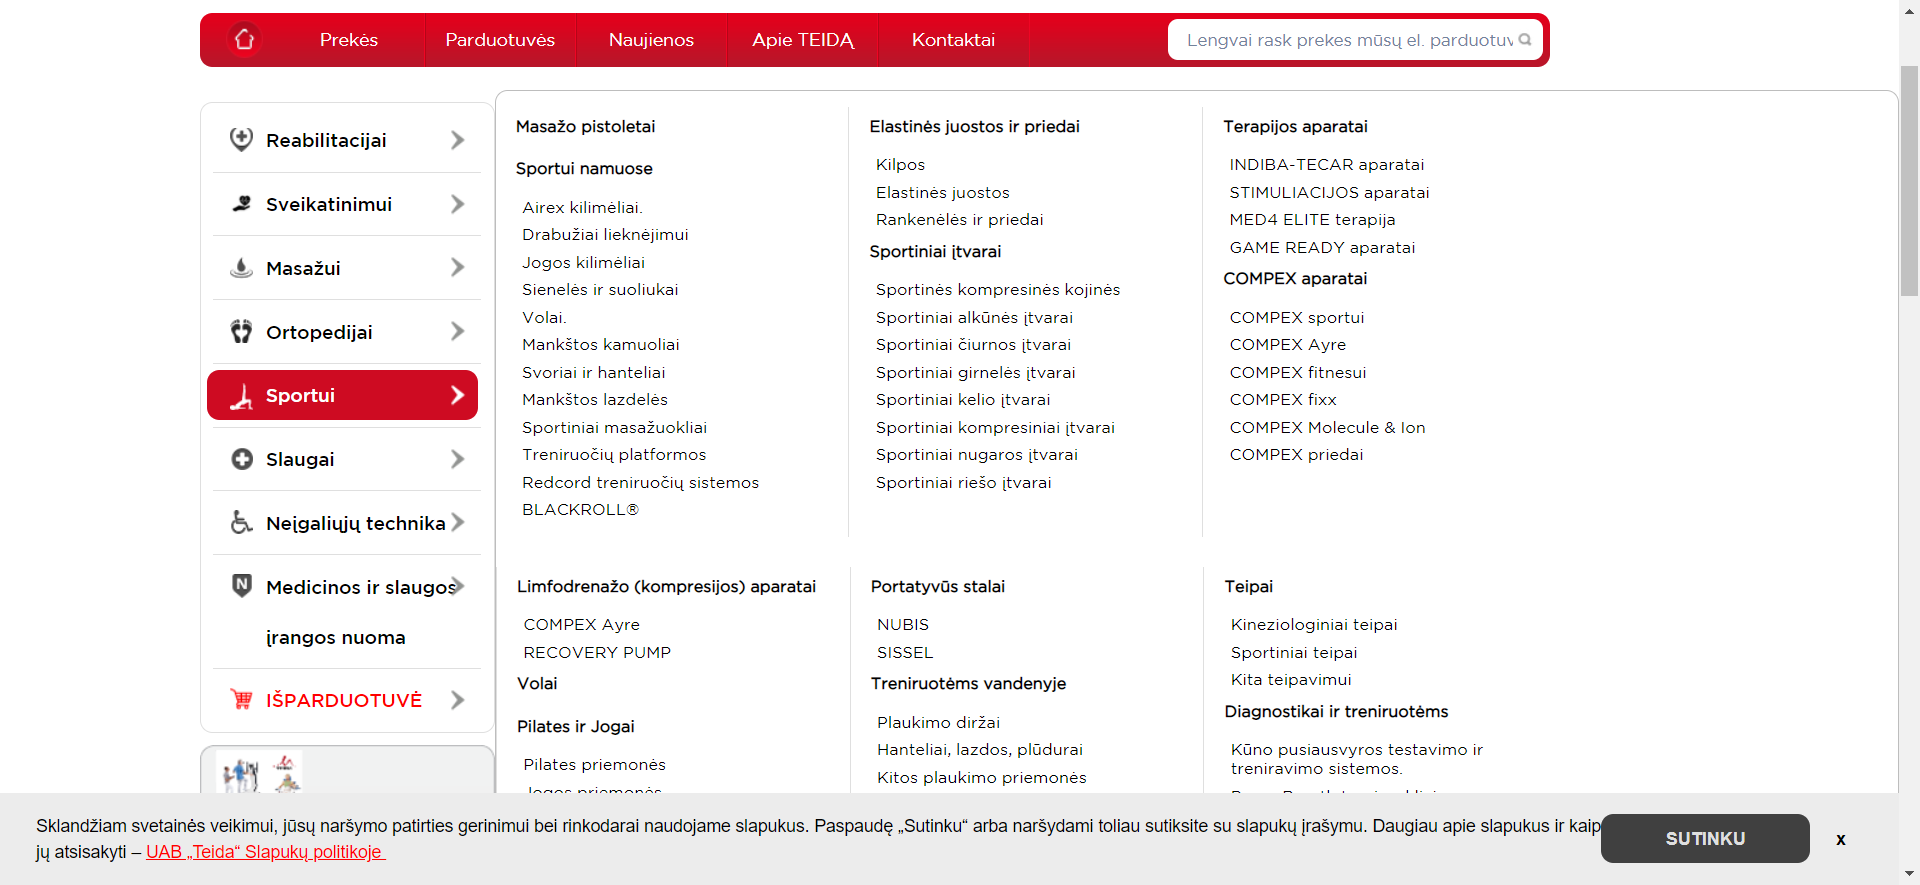 Prekės
Parduotuvės
Naujienos
Apie TEIDĄ
Kontaktai
Lengvai rask prekes mūsų el. parduotuv
Reabilitacijai
Sveikatinimui
Masažui
Ortopedijai
Sportui
Slaugai
Neįgaliųjų technika
Medicinos ir slaugos
įrangos nuoma
IŠPARDUOTUVĖ
Masažo pistoletai
Sportui namuose
Airex kilimėliai.
Drabužiai lieknėjimui
Jogos kilimėliai
Sienelės ir suoliukai
Volai.
Mankštos kamuoliai
Svoriai ir hanteliai
Mankštos lazdelės
Sportiniai masažuokliai
Treniruočių platformos
Redcord treniruočių sistemos
BLACKROLL®
Elastinės juostos ir priedai
Kilpos
Elastinės juostos
Rankenėlės ir priedai
Sportiniai įtvarai
Sportinės kompresinės kojinės
Sportiniai alkūnės įtvarai
Sportiniai čiurnos įtvarai
Sportiniai girnelės įtvarai
Sportiniai kelio įtvarai
Sportiniai kompresiniai įtvarai
Sportiniai nugaros įtvarai
Sportiniai riešo įtvarai
Terapijos aparatai
INDIBA-TECAR aparatai
STIMULIACIJOS aparatai
MED4 ELITE terapija
GAME READY aparatai
COMPEX aparatai
COMPEX sportui
COMPEX Ayre
COMPEX fitnesui
COMPEX fixx
COMPEX Molecule & Ion
COMPEX priedai
Limfodrenažo (kompresijos) aparatai
COMPEX Ayre
RECOVERY PUMP
Volai
Pilates ir Jogai
Pilates priemonės
Jogos priemonės
Portatyvūs stalai
NUBIS
SISSEL
Treniruotėms vandenyje
Plaukimo diržai
Hanteliai, lazdos, plūdurai
Kitos plaukimo priemonės
Teipai
Kineziologiniai teipai
Sportiniai teipai
Kita teipavimui
Diagnostikai ir treniruotėms
Kūno pusiausvyros testavimo ir
treniravimo sistemos.
Sklandžiam svetainės veikimui, jūsų naršymo patirties gerinimui bei rinkodarai naudojame slapukus. Paspaudę „Sutinku“ arba naršydami toliau sutiksite su slapukų įrašymu. Daugiau apie slapukus ir kaip
jų atsisakyti – UAB „Teida“ Slapukų politikoje
SUTINKU
x